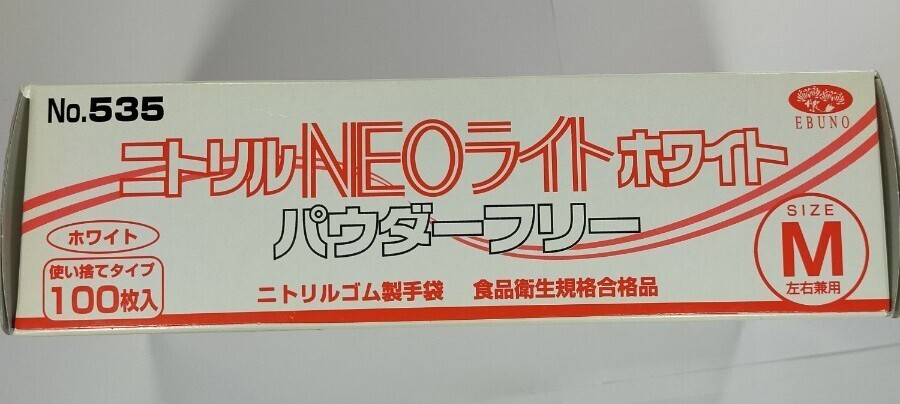 No.535
EBUNO
ニトリルNEOライトホワイト
パウダーフリー
ホワイト
使い捨てタイプ
100枚入
ニトリルゴム製手袋 食品衛生規格合格品
SIZE
M
左右兼用